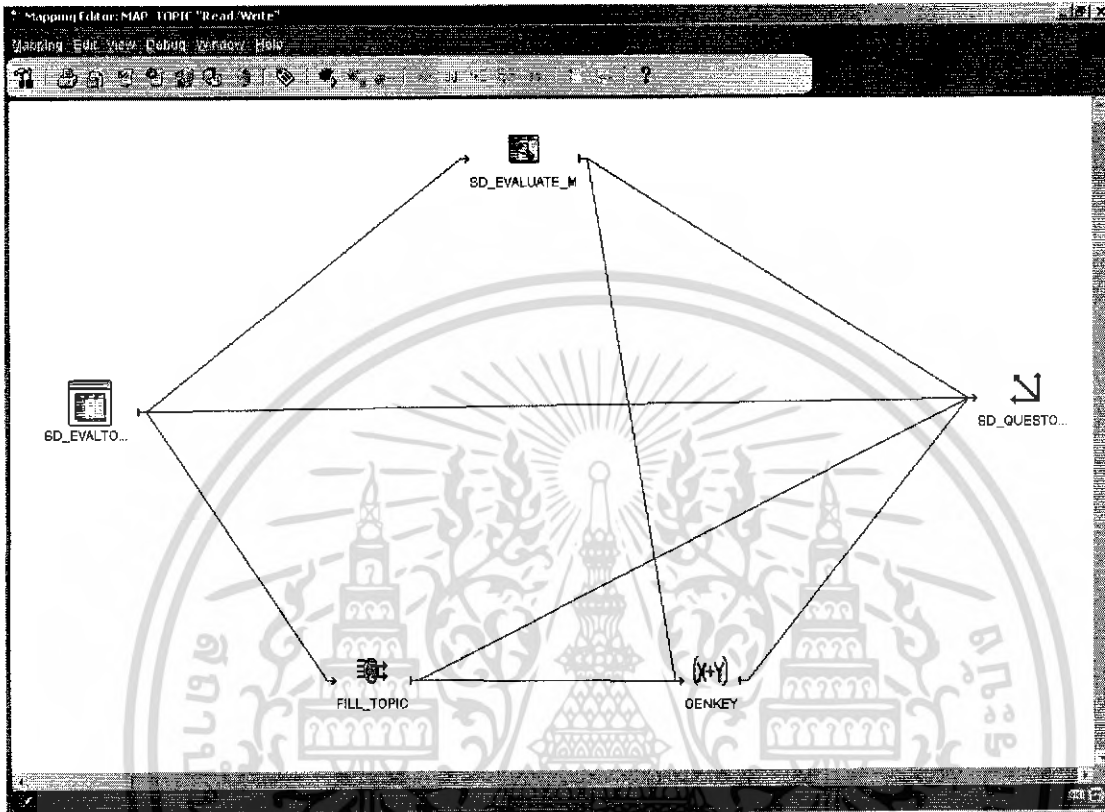 Mapping Editor: MAP_TOPIC "Read/Write"
Mapping Edit View Debug Window Help
?
SD_EVALUATE_M
SD_EVALTO...
SD_QUESTO...
FILL_TOPIC
(X+Y)
GENKEY